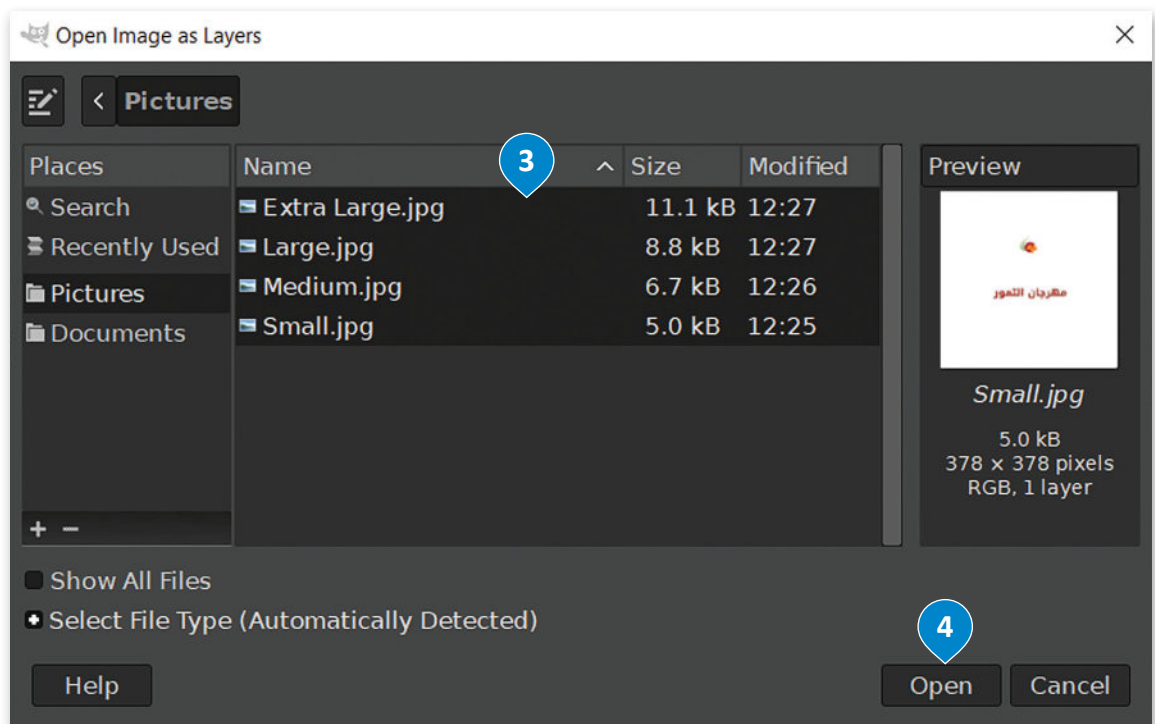 Open Image as Layers
Pictures
Places
Name
3
Size
Modified
Preview
Search
Extra Large.jpg 11.1 kB 12:27
Recently Used
Large.jpg 8.8 kB 12:27
Pictures
Medium.jpg 6.7 kB 12:26
Documents
Small.jpg 5.0 kB 12:25
مهرجان التمور
Small.jpg
5.0 kB
378 × 378 pixels
RGB, 1 layer
Show All Files
Select File Type (Automatically Detected)
4
Help
Open
Cancel